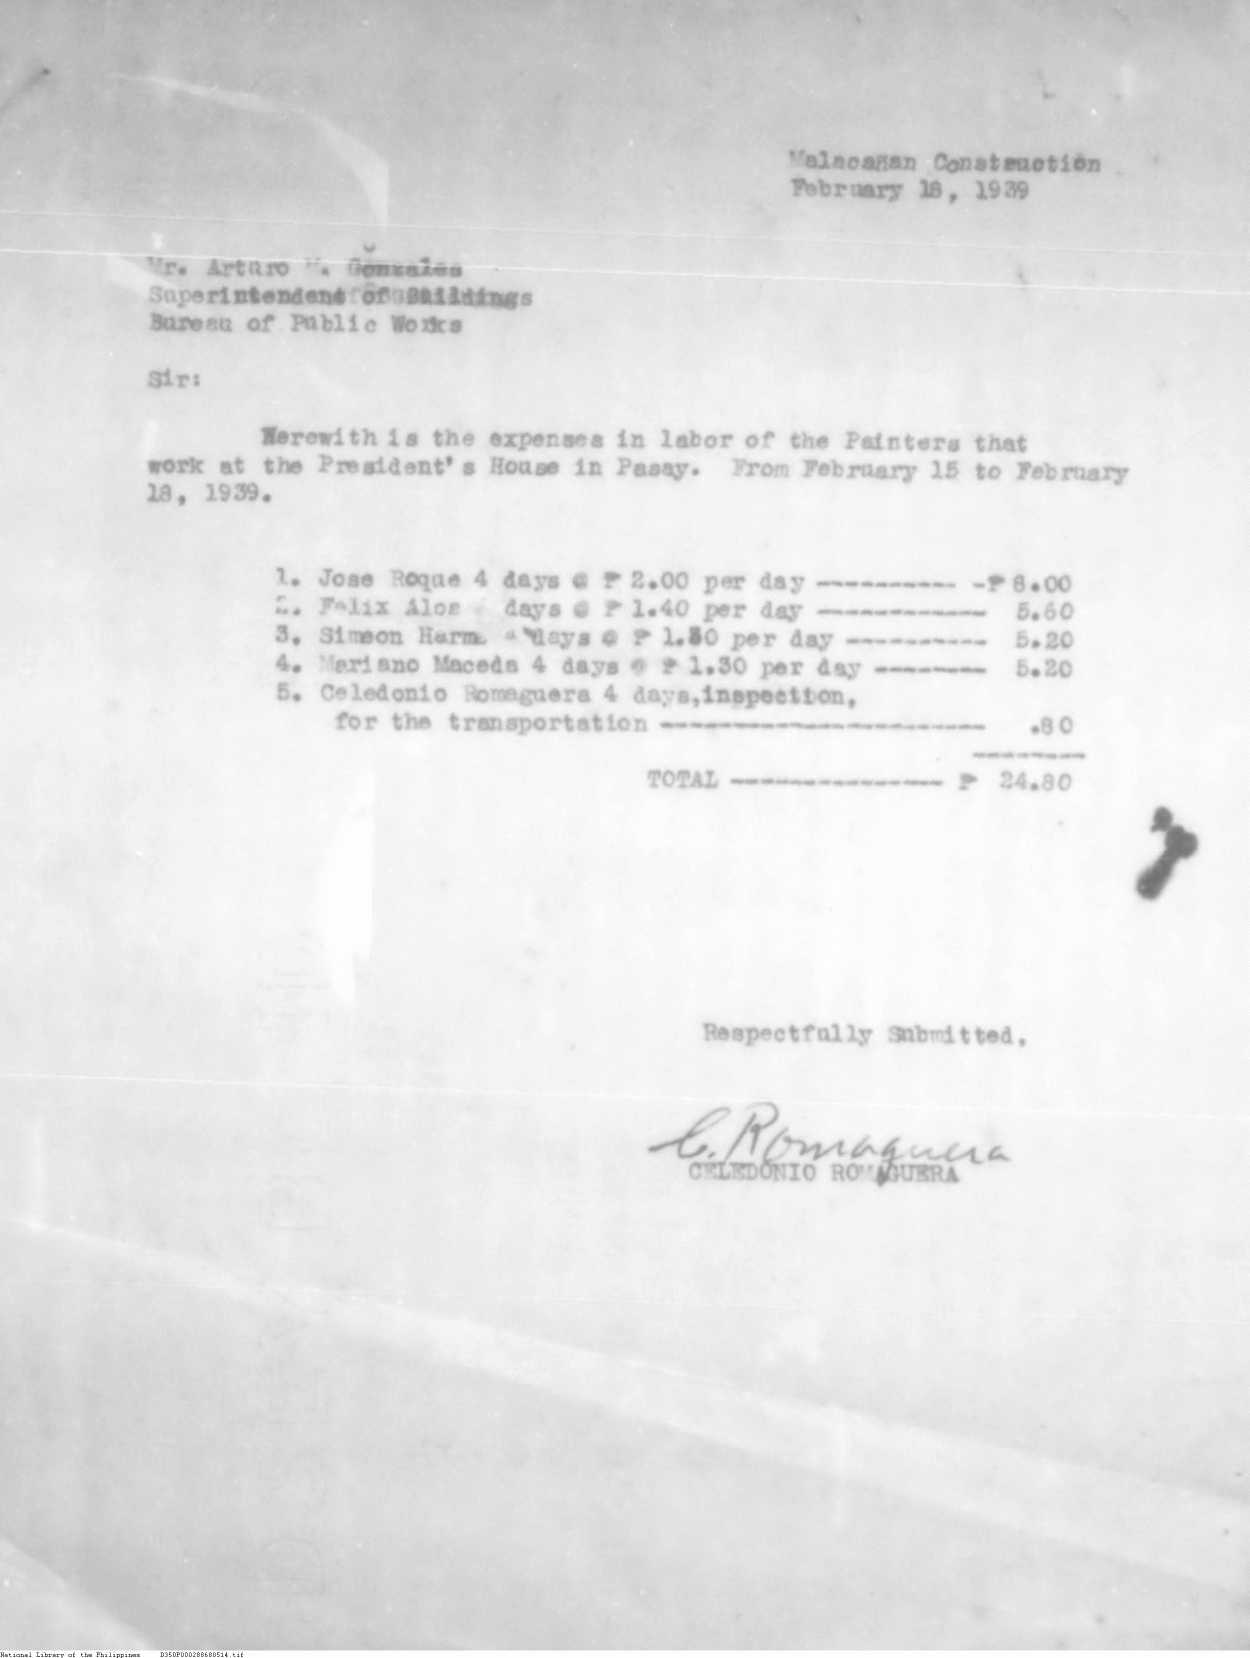 Malacañan Construction
February 18, 1939
Mr. Arturo M. Gonzales
Superintendent of Buildings
Bureau of Public Works
Sir:
Herewith is the expenses in labor of the Painters that
work at the President's House in Pasay. From February 15 to February
18, 1939.
1. Jose Roque 4 days @ ₱ 2.00 per day ---------- -₱ 8.00
2. Felix Alos days @ ₱ 1.40 per day ------------ 5.60
3. Simeon days @ ₱ per day ---------- 5.20
4. Mariano Maceda 4 days @ ₱ 1.30 per day -------- 5.20
5. Celedonio Romaguera 4 days,inspection,
for the transportation ----------------------- .80
--------
TOTAL --------------- ₱ 24.80
Respectfully Submitted,
C. Romaguera
CELEDONIO ROMAGUERA
National Library of the Philippines D350P000288680514.tif